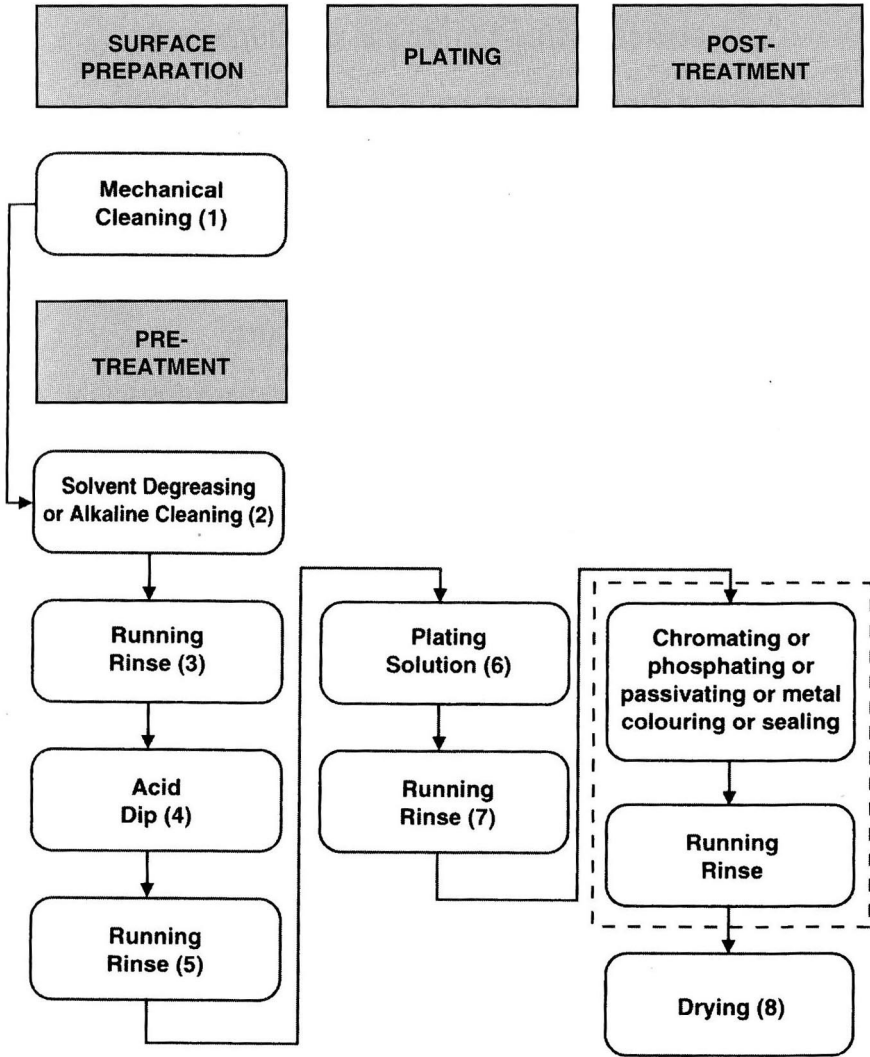 SURFACE
PREPARATION
PLATING
POST-
TREATMENT
Mechanical
Cleaning (1)
PRE-
TREATMENT
Solvent Degreasing
or Alkaline Cleaning (2)
Running
Rinse (3)
Acid
Dip (4)
Running
Rinse (5)
Plating
Solution (6)
Running
Rinse (7)
Chromating or
phosphating or
passivating or metal
colouring or sealing
Running
Rinse
Drying (8)